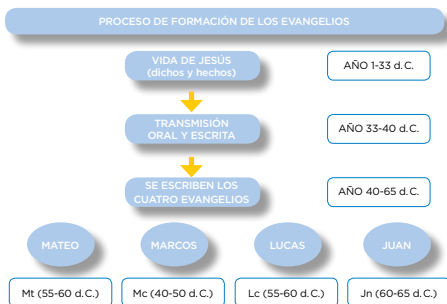 PROCESO DE FORMACIÓN DE LOS EVANGELIOS
VIDA DE JESÚS
(dichos y hechos)
AÑO 1-33 d.C.
TRANSMISIÓN
ORAL Y ESCRITA
AÑO 33-40 d.C.
SE ESCRIBEN LOS
CUATRO EVANGELIOS
AÑO 40-65 d.C.
MATEO
MARCOS
LUCAS
JUAN
Mt (55-60 d.C.)
Mc (40-50 d.C.)
Lc (55-60 d.C.)
Jn (60-65 d.C.)